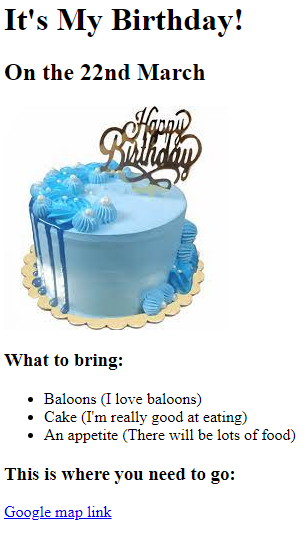 It's My Birthday!
On the 22nd March
Happy
Birthday
What to bring:
Baloons (I love baloons)
Cake (I'm really good at eating)
An appetite (There will be lots of food)
This is where you need to go:
Google map link